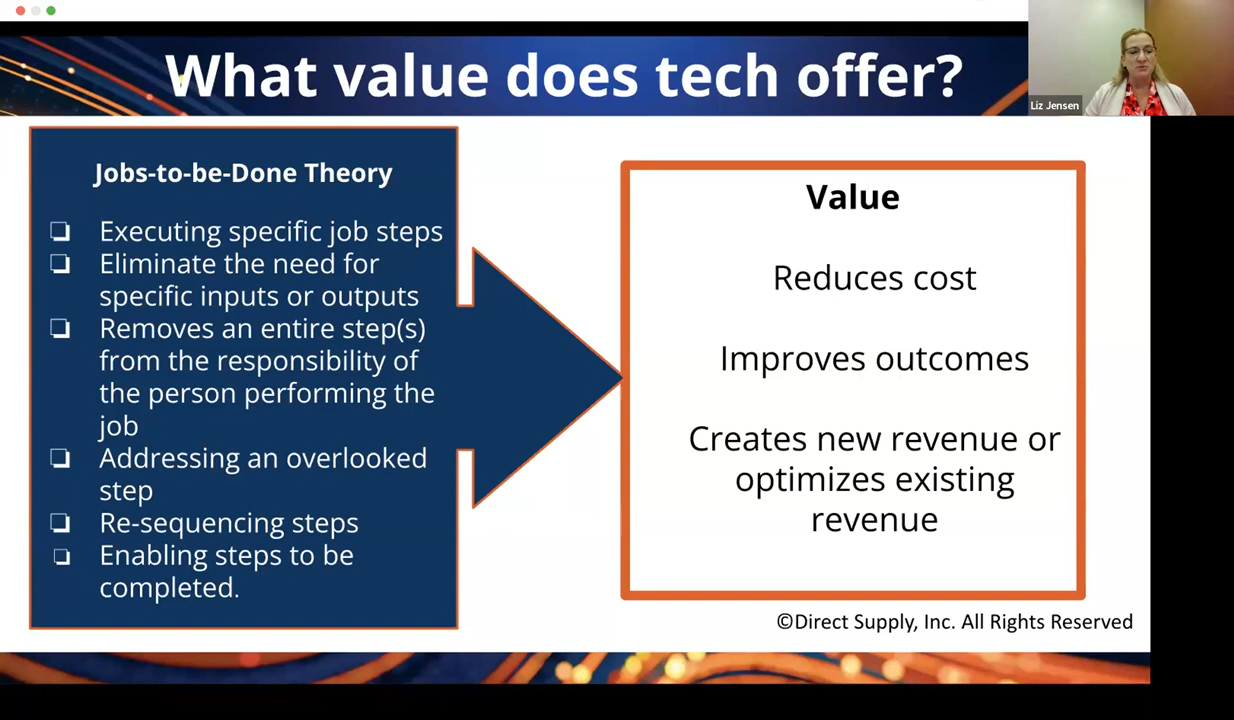 What value does tech offer?
Liz Jensen
Jobs-to-be-Done Theory
Executing specific job steps
Eliminate the need for
specific inputs or outputs
Removes an entire step(s)
from the responsibility of
the person performing the
job
Addressing an overlooked
step
Re-sequencing steps
Enabling steps to be
completed.
Value
Reduces cost
Improves outcomes
Creates new revenue or
optimizes existing
revenue
©Direct Supply, Inc. All Rights Reserved